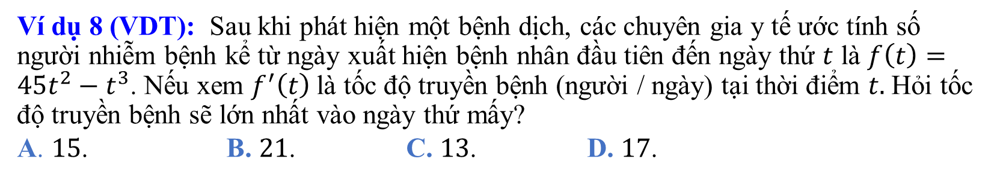 Ví dụ 8 (VDT): Sau khi phát hiện một bệnh dịch, các chuyên gia y tế ước tính số
người nhiễm bệnh kể từ ngày xuất hiện bệnh nhân đầu tiên đến ngày thứ t là f(t) =
45t² − t³. Nếu xem f′(t) là tốc độ truyền bệnh (người / ngày) tại thời điểm t. Hỏi tốc
độ truyền bệnh sẽ lớn nhất vào ngày thứ mấy?
A. 15. B. 21. C. 13. D. 17.